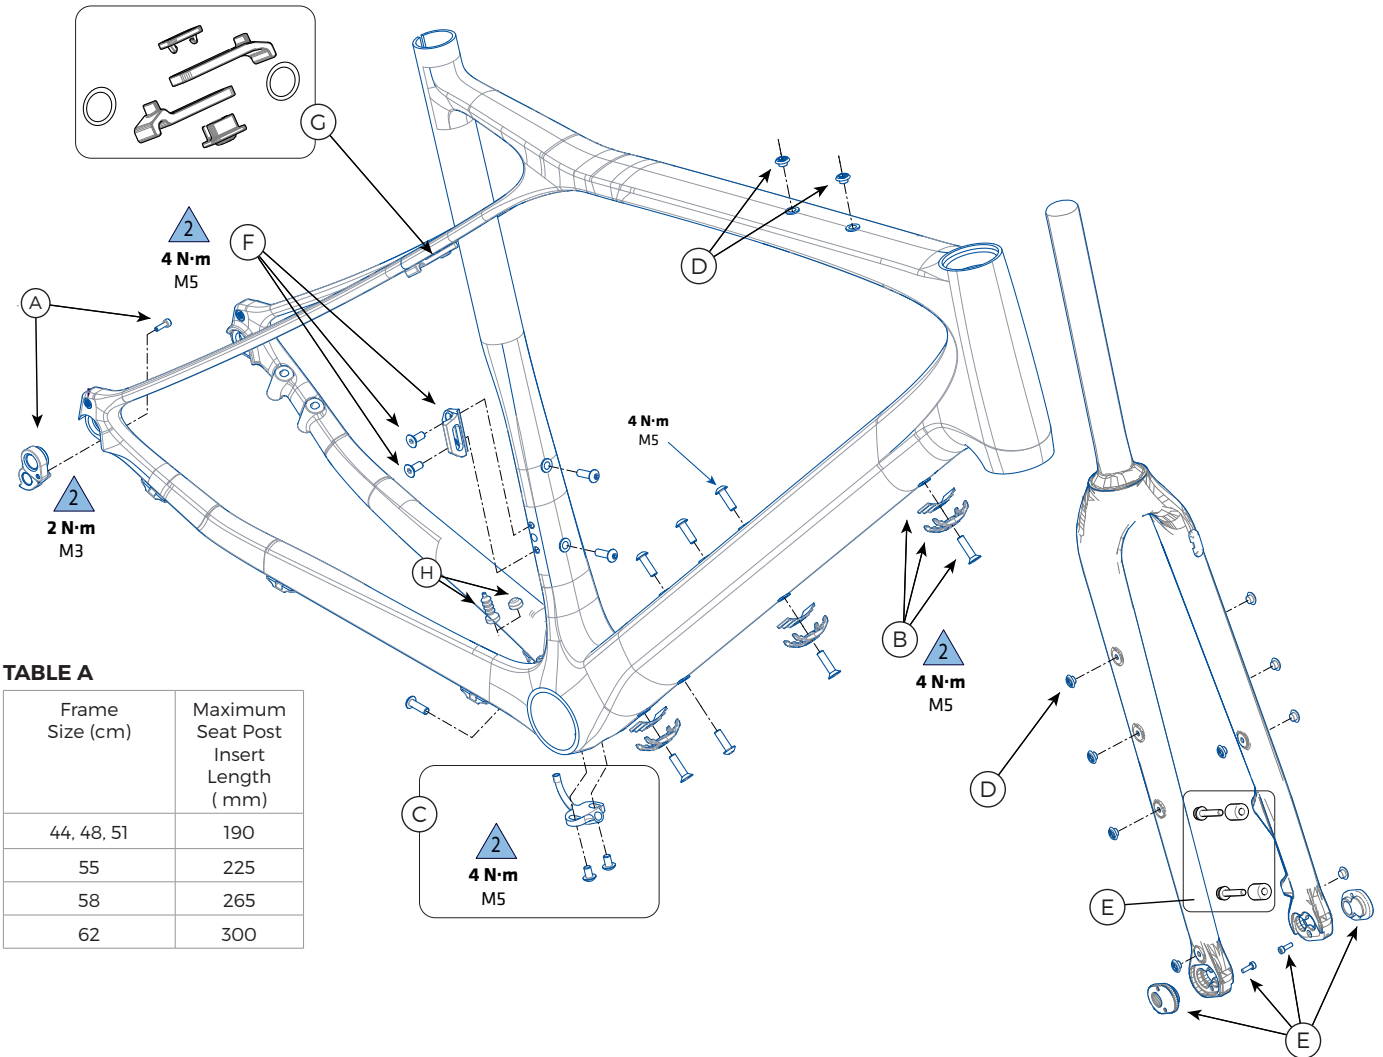 G
2
4 N·m
M5
F
A
D
4 N·m
M5
2
2 N·m
M3
H
B
2
4 N·m
M5
TABLE A
Frame
Size (cm)
Maximum
Seat Post
Insert
Length
( mm)
44, 48, 51
190
55
225
58
265
62
300
C
2
4 N·m
M5
D
E
E